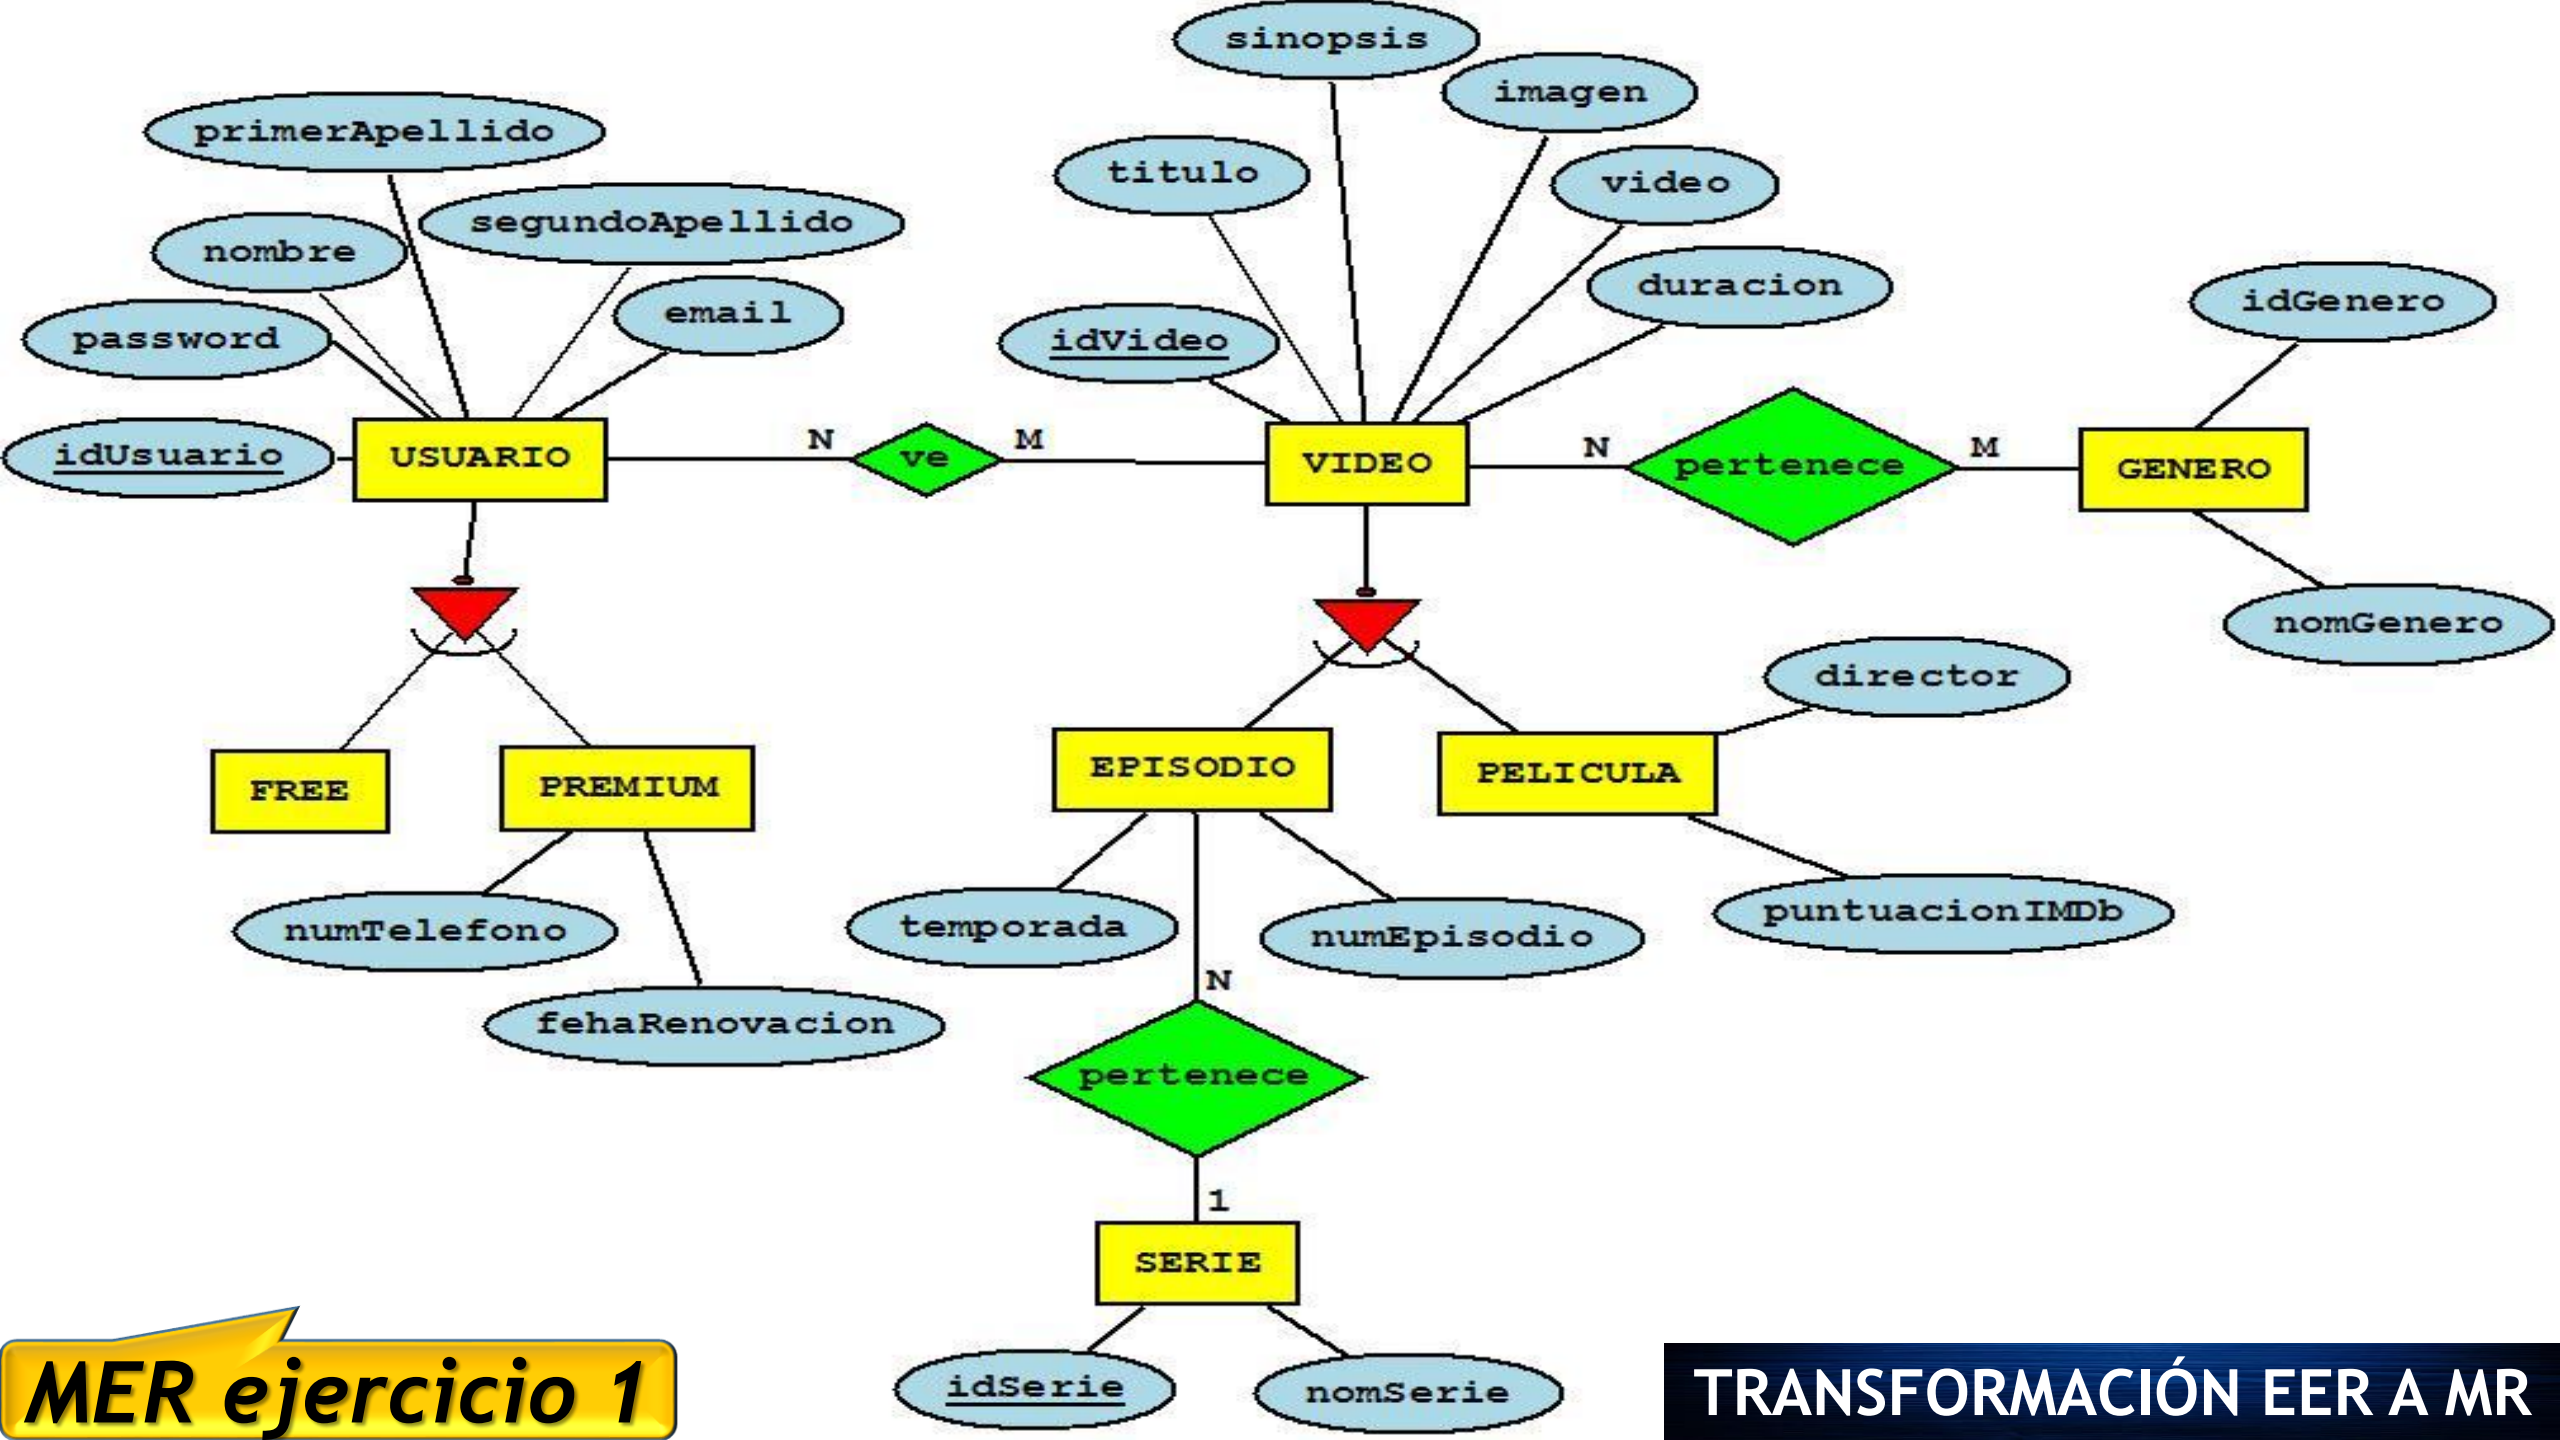 sinopsis
imagen
primerApellido
titulo
video
segundoApellido
nombre
duracion
email
idGenero
password
idVideo
idUsuario
USUARIO
N
ve
M
VIDEO
N
pertenece
M
GENERO
nomGenero
director
FREE
PREMIUM
EPISODIO
PELICULA
numTelefono
temporada
numEpisodio
puntuacionIMDb
N
fehaRenovacion
pertenece
1
SERIE
idSerie
nomSerie
MER ejercicio 1
TRANSFORMACIÓN EER A MR